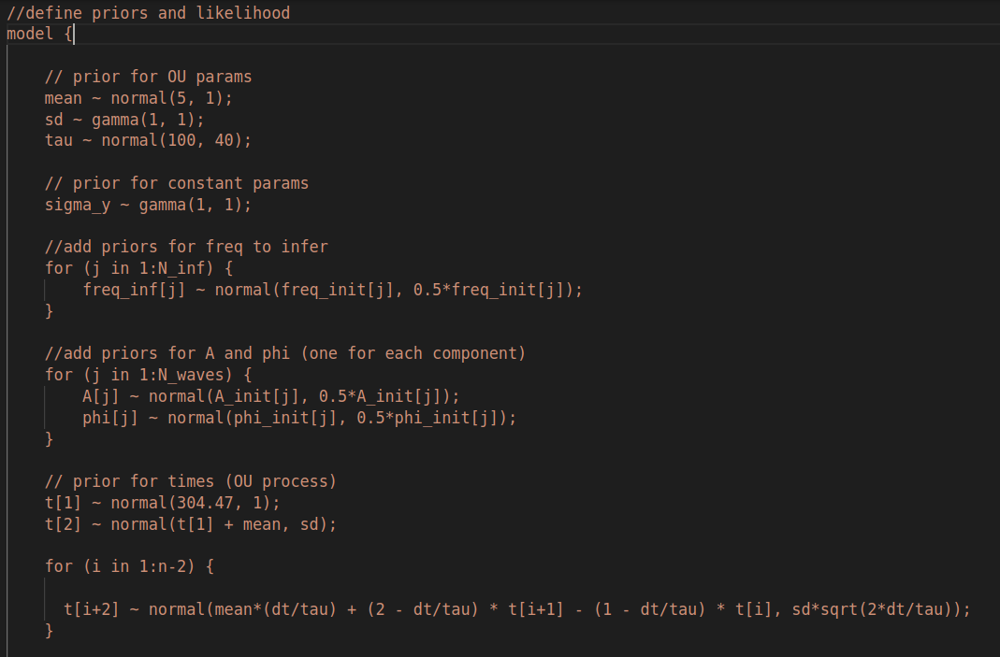 //define priors and likelihood
model {
// prior for OU params
mean ~ normal(5, 1);
sd ~ gamma(1, 1);
tau ~ normal(100, 40);
// prior for constant params
sigma_y ~ gamma(1, 1);
//add priors for freq to infer
for (j in 1:N_inf) {
freq_inf[j] ~ normal(freq_init[j], 0.5*freq_init[j]);
}
//add priors for A and phi (one for each component)
for (j in 1:N_waves) {
A[j] ~ normal(A_init[j], 0.5*A_init[j]);
phi[j] ~ normal(phi_init[j], 0.5*phi_init[j]);
}
// prior for times (OU process)
t[1] ~ normal(304.47, 1);
t[2] ~ normal(t[1] + mean, sd);
for (i in 1:n-2) {
t[i+2] ~ normal(mean*(dt/tau) + (2 - dt/tau) * t[i+1] - (1 - dt/tau) * t[i], sd*sqrt(2*dt/tau));
}